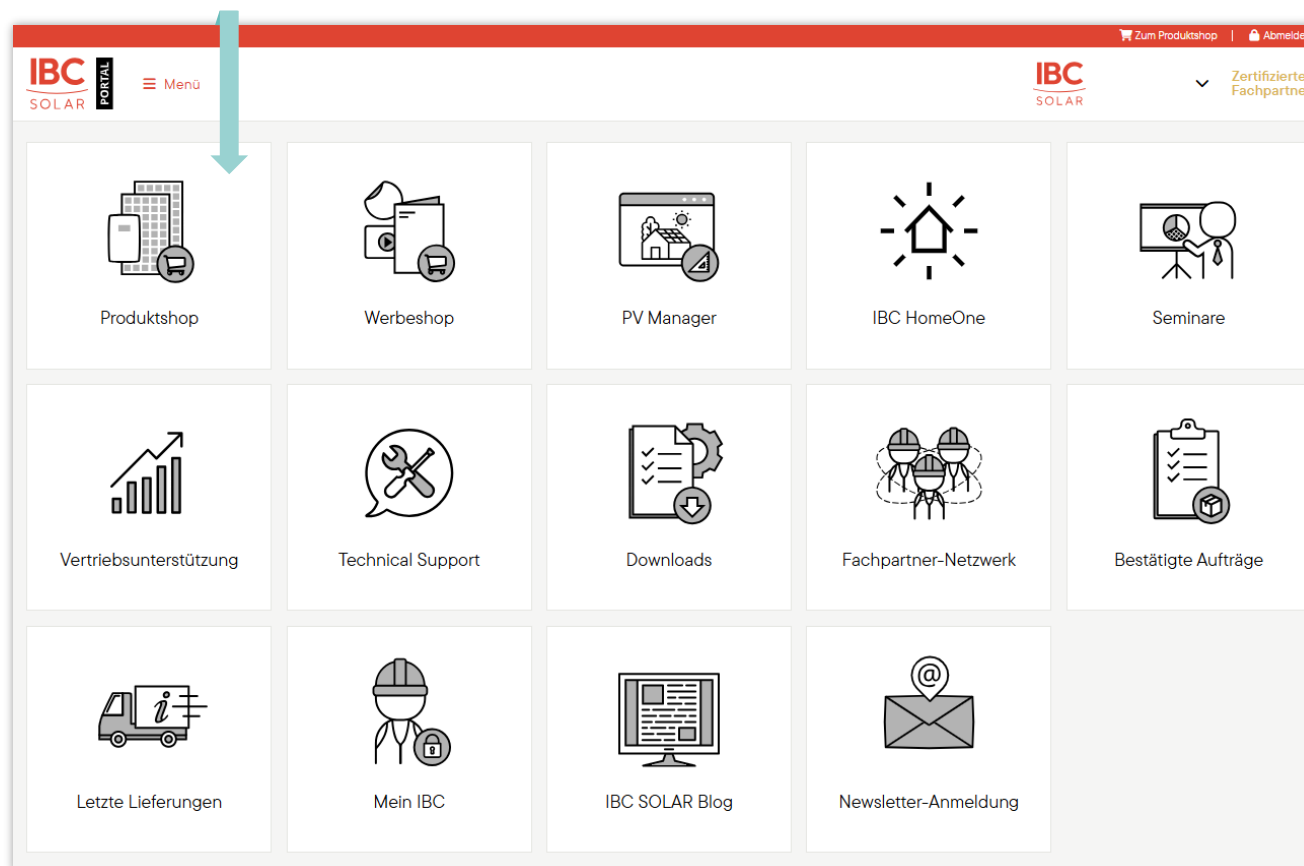 Zum Produktshop | Abmelde
IBC
SOLAR
PORTAL
Menü
IBC
SOLAR
Zertifizierte
Fachpartne
Produktshop
Werbeshop
PV Manager
IBC HomeOne
Seminare
Vertriebsunterstützung
Technical Support
Downloads
Fachpartner-Netzwerk
Bestätigte Aufträge
Letzte Lieferungen
Mein IBC
IBC SOLAR Blog
Newsletter-Anmeldung